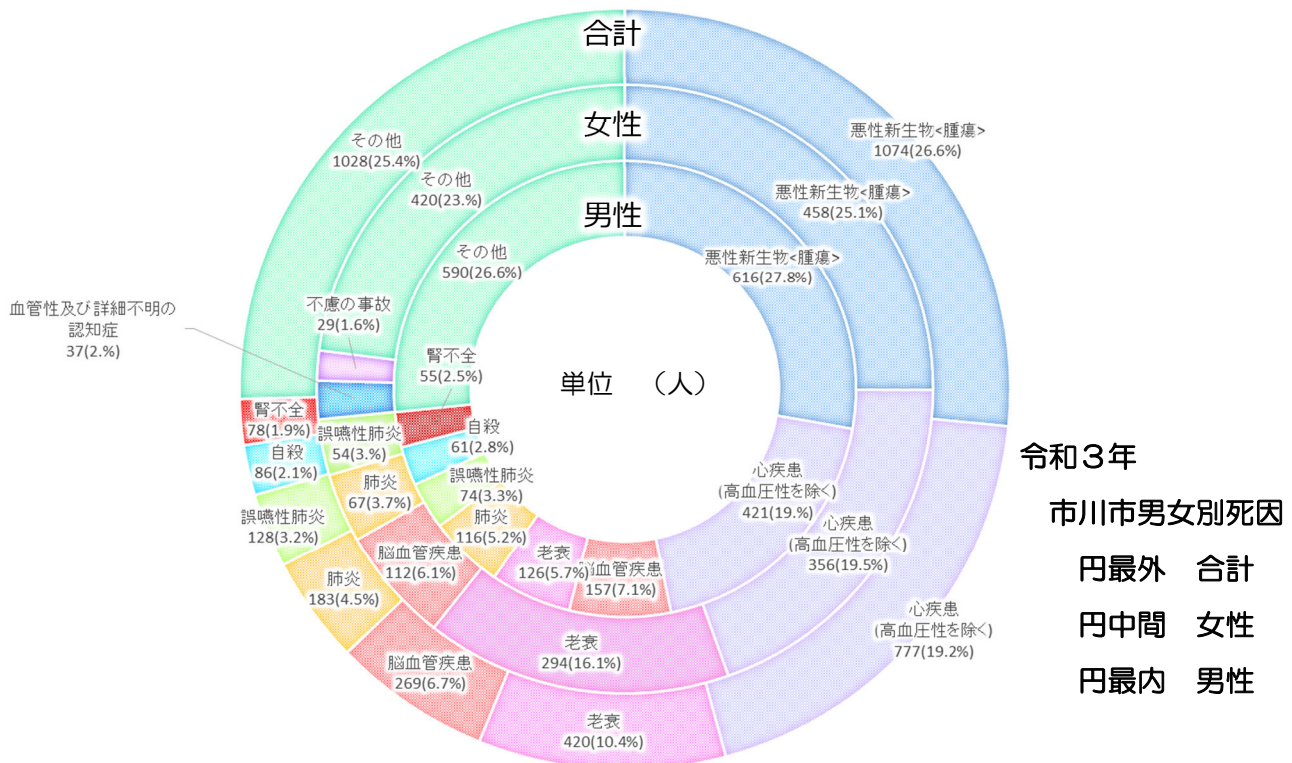 合計
女性
男性
悪性新生物<腫瘍>
1074(26.6%)
悪性新生物<腫瘍>
458(25.1%)
悪性新生物<腫瘍>
616(27.8%)
その他
1028(25.4%)
その他
420(23.%)
その他
590(26.6%)
血管性及び詳細不明の
認知症
37(2.%)
不慮の事故
29(1.6%)
腎不全
55(2.5%)
単位　（人）
腎不全
78(1.9%)
自殺
86(2.1%)
誤嚥性肺炎
128(3.2%)
誤嚥性肺炎
54(3.%)
肺炎
67(3.7%)
自殺
61(2.8%)
誤嚥性肺炎
74(3.3%)
肺炎
116(5.2%)
老衰
126(5.7%)
脳血管疾患
157(7.1%)
心疾患
(高血圧性を除く)
421(19.%)
心疾患
(高血圧性を除く)
356(19.5%)
心疾患
(高血圧性を除く)
777(19.2%)
脳血管疾患
112(6.1%)
肺炎
183(4.5%)
老衰
294(16.1%)
脳血管疾患
269(6.7%)
老衰
420(10.4%)
令和３年
市川市男女別死因
円最外　合計
円中間　女性
円最内　男性